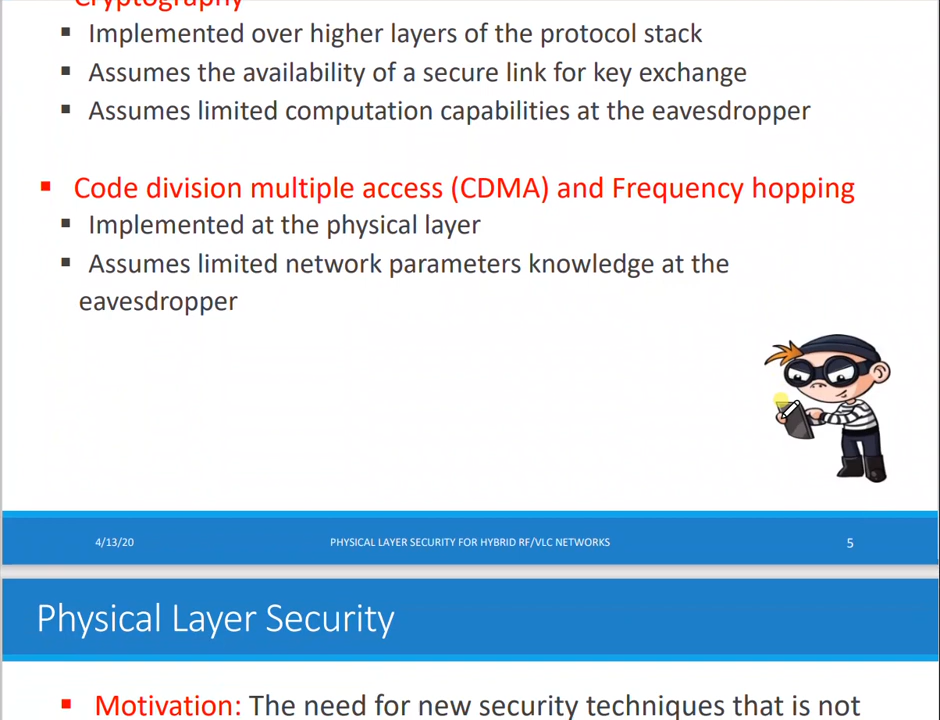 Cryptography
▪ Implemented over higher layers of the protocol stack
▪ Assumes the availability of a secure link for key exchange
▪ Assumes limited computation capabilities at the eavesdropper
▪ Code division multiple access (CDMA) and Frequency hopping
▪ Implemented at the physical layer
▪ Assumes limited network parameters knowledge at the
eavesdropper
4/13/20 PHYSICAL LAYER SECURITY FOR HYBRID RF/VLC NETWORKS 5
Physical Layer Security
▪ Motivation: The need for new security techniques that is not